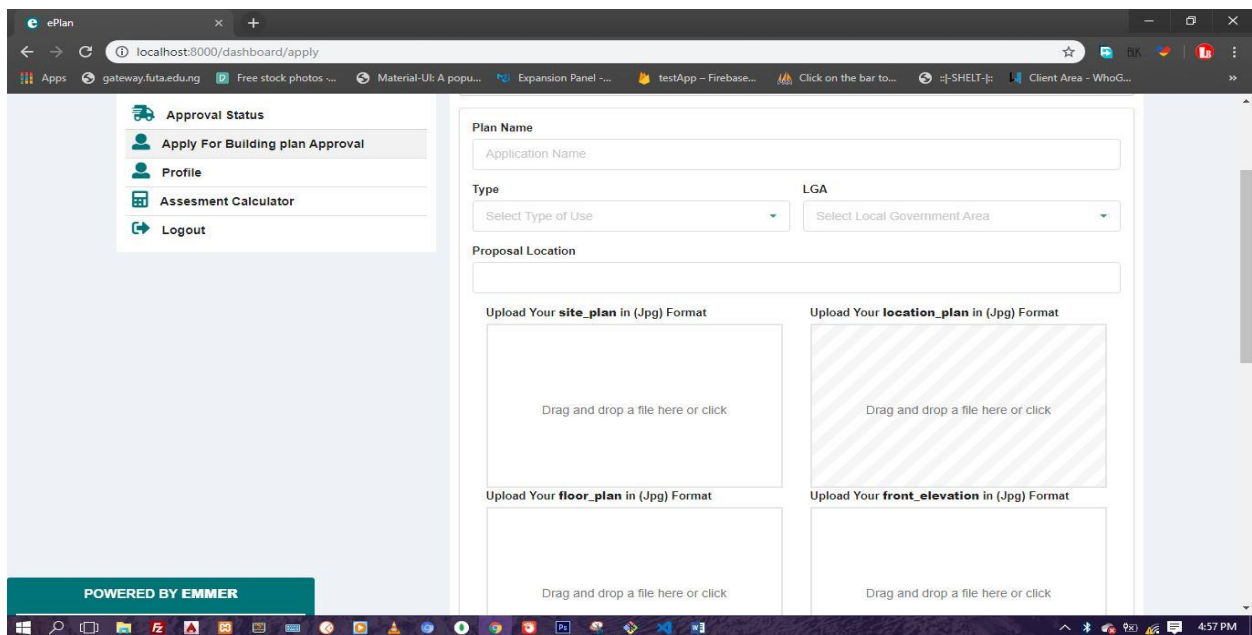 ePlan
localhost:8000/dashboard/apply
Apps gateway.futa.edu.ng Free stock photos -... Material-UI: A popu... Expansion Panel -... testApp – Firebase... Click on the bar to... ::|-SHELT-|:: Client Area - WhoG... »
Approval Status
Apply For Building plan Approval
Profile
Assesment Calculator
Logout
Plan Name
Application Name
Type LGA
Select Type of Use Select Local Government Area
Proposal Location
Upload Your site_plan in (Jpg) Format Upload Your location_plan in (Jpg) Format
Drag and drop a file here or click Drag and drop a file here or click
Upload Your floor_plan in (Jpg) Format Upload Your front_elevation in (Jpg) Format
Drag and drop a file here or click Drag and drop a file here or click
POWERED BY EMMER
4:57 PM